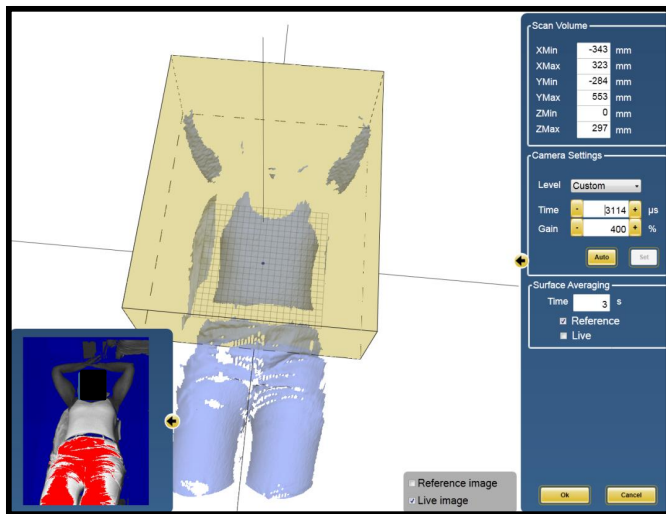 Scan Volume
XMin -343 mm
XMax 323 mm
YMin -284 mm
YMax 553 mm
ZMin 0 mm
ZMax 297 mm
Camera Settings
Level Custom
Time - 3114 + µs
Gain - 400 + %
Auto Set
Surface Averaging
Time 3 s
Reference
Live
Reference image
Live image
Ok Cancel